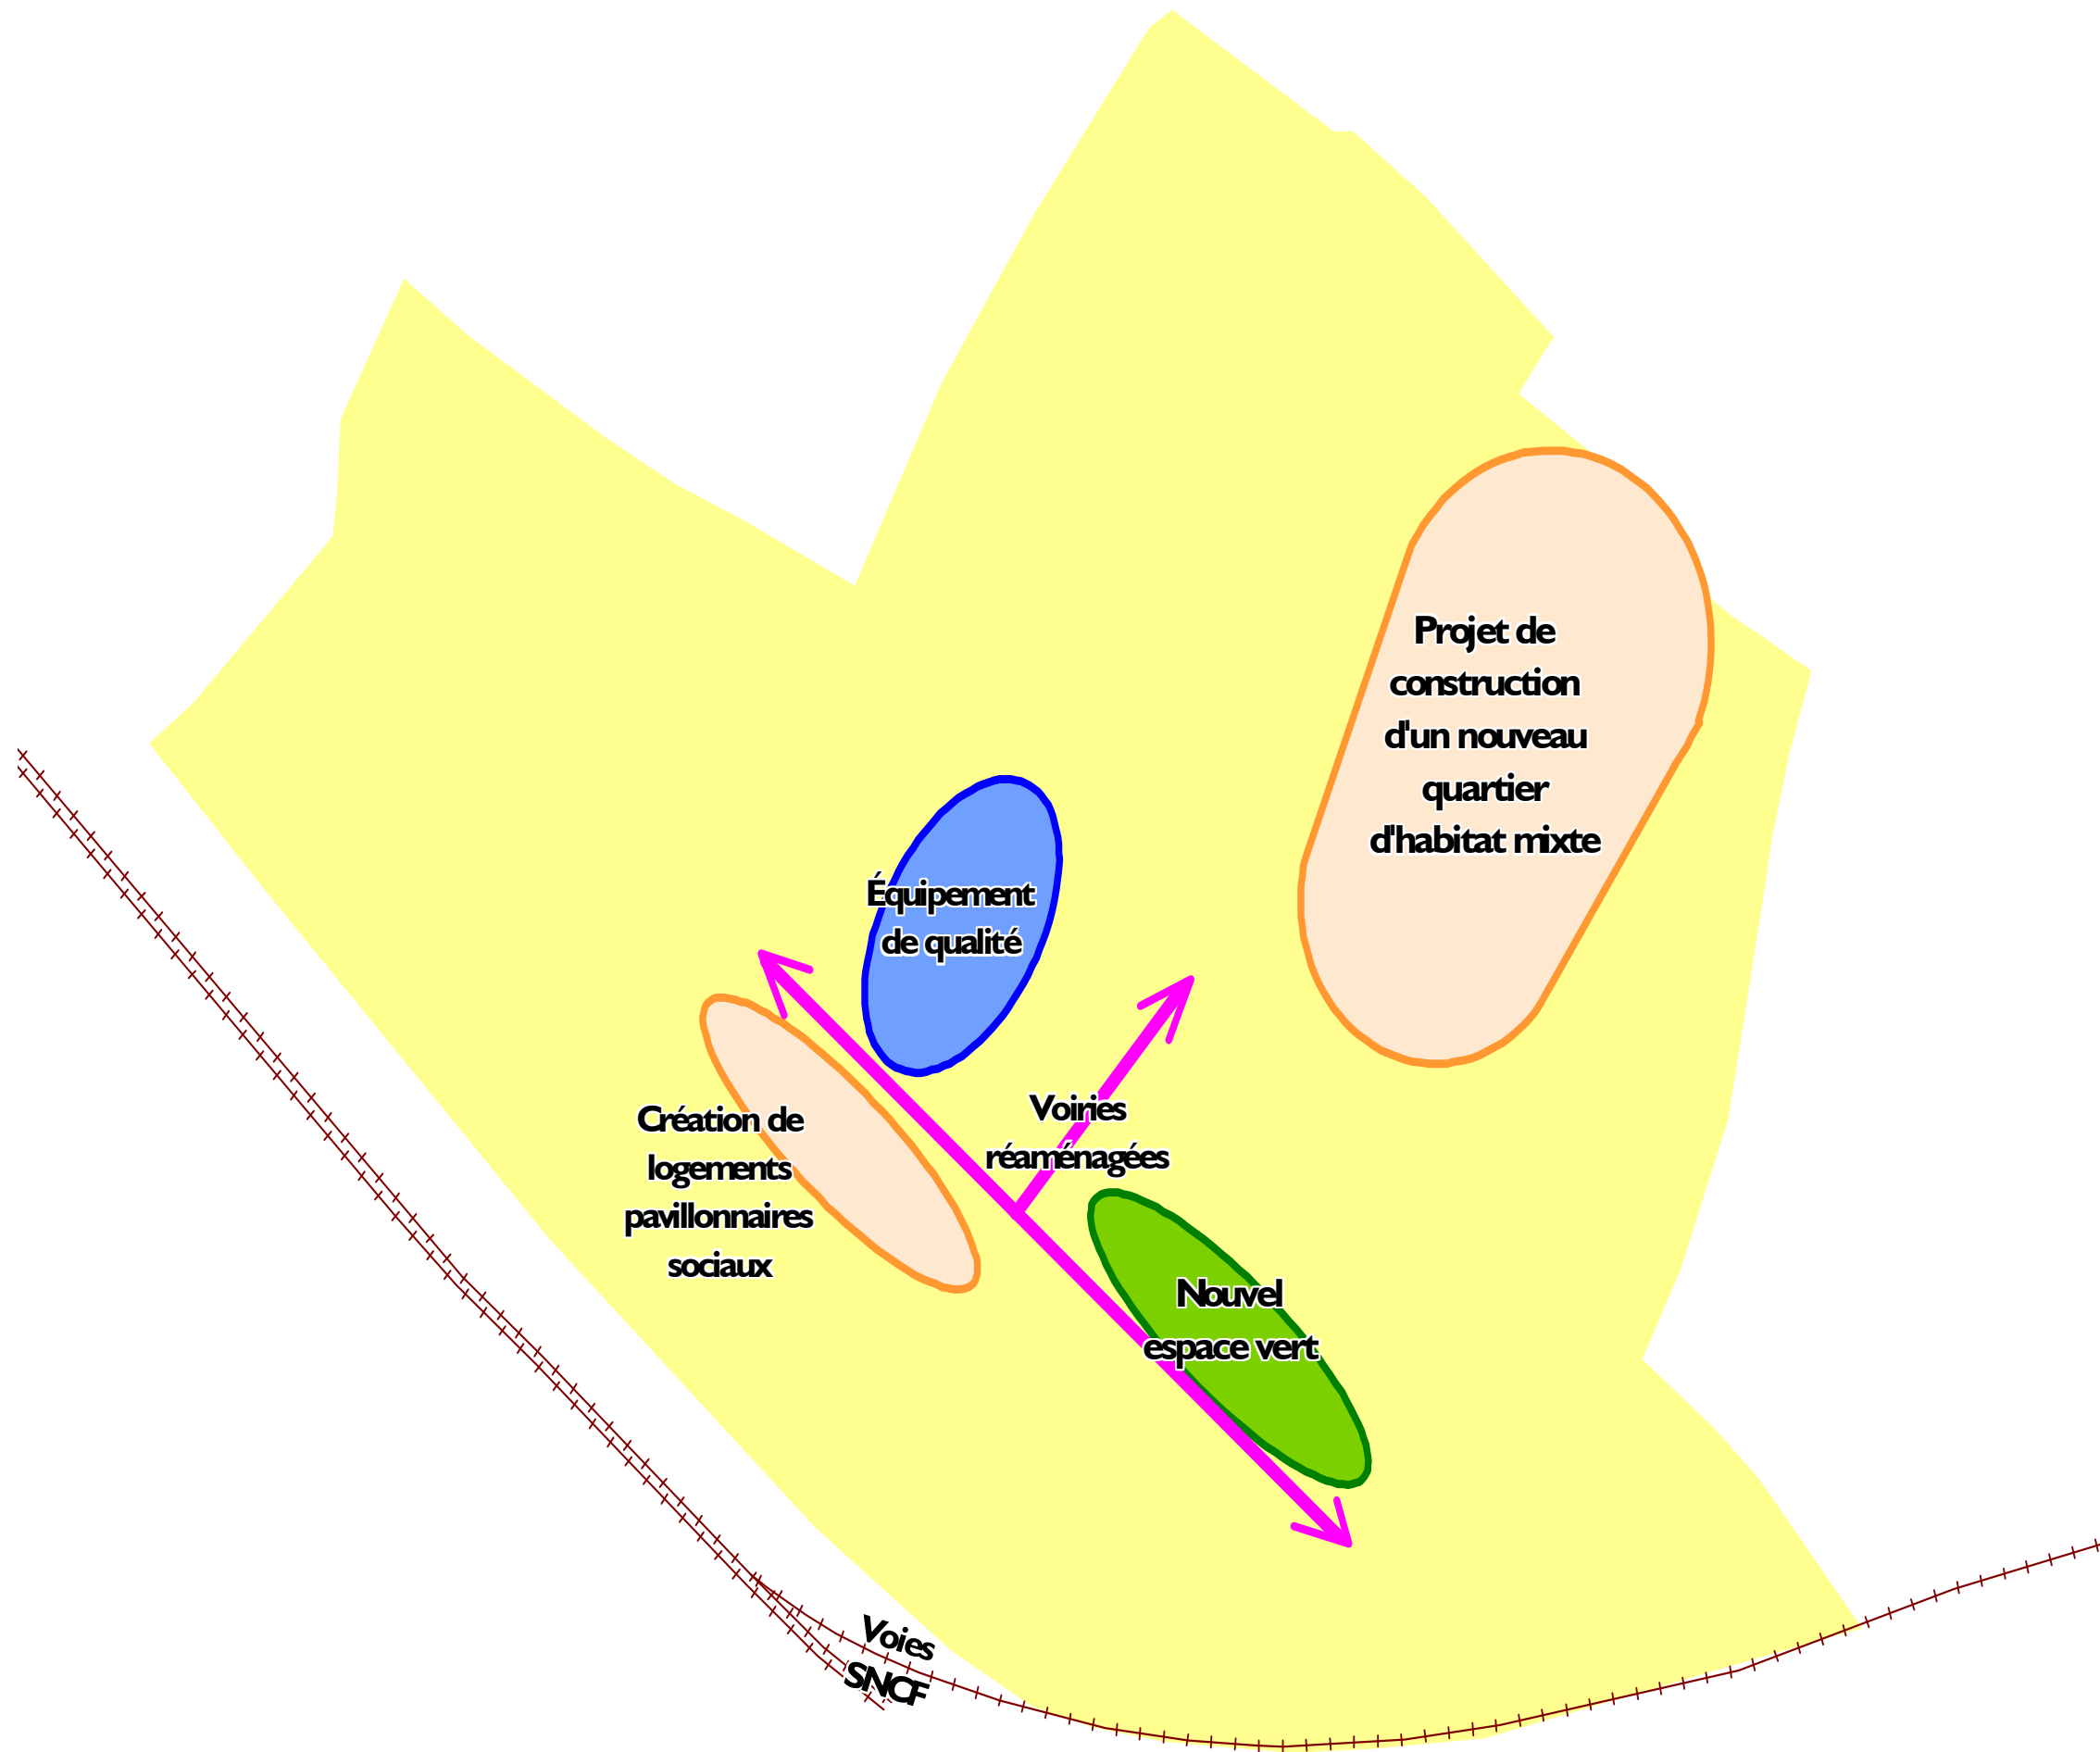 Projet de
construction
d'un nouveau
quartier
d'habitat mixte
Équipement
de qualité
Voiries
réaménagées
Création de
logements
pavillonnaires
sociaux
Nouvel
espace vert
Voies
SNCF